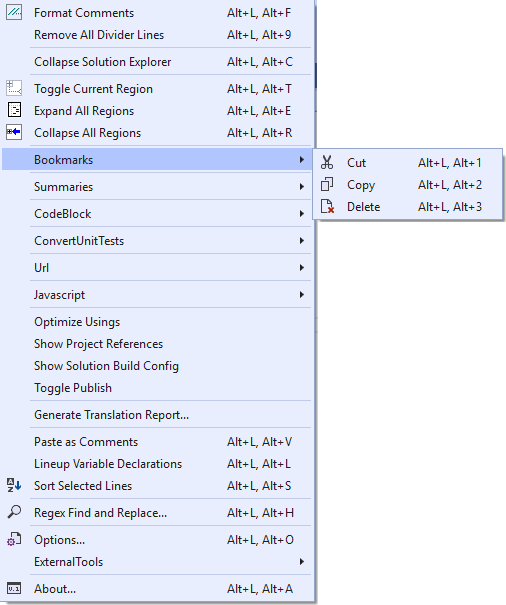 Format Comments Alt+L, Alt+F
Remove All Divider Lines Alt+L, Alt+9
Collapse Solution Explorer Alt+L, Alt+C
Toggle Current Region Alt+L, Alt+T
Expand All Regions Alt+L, Alt+E
Collapse All Regions Alt+L, Alt+R
Bookmarks
Cut Alt+L, Alt+1
Copy Alt+L, Alt+2
Delete Alt+L, Alt+3
Summaries
CodeBlock
ConvertUnitTests
Url
Javascript
Optimize Usings
Show Project References
Show Solution Build Config
Toggle Publish
Generate Translation Report...
Paste as Comments Alt+L, Alt+V
Lineup Variable Declarations Alt+L, Alt+L
Sort Selected Lines Alt+L, Alt+S
Regex Find and Replace... Alt+L, Alt+H
Options... Alt+L, Alt+O
ExternalTools
About... Alt+L, Alt+A